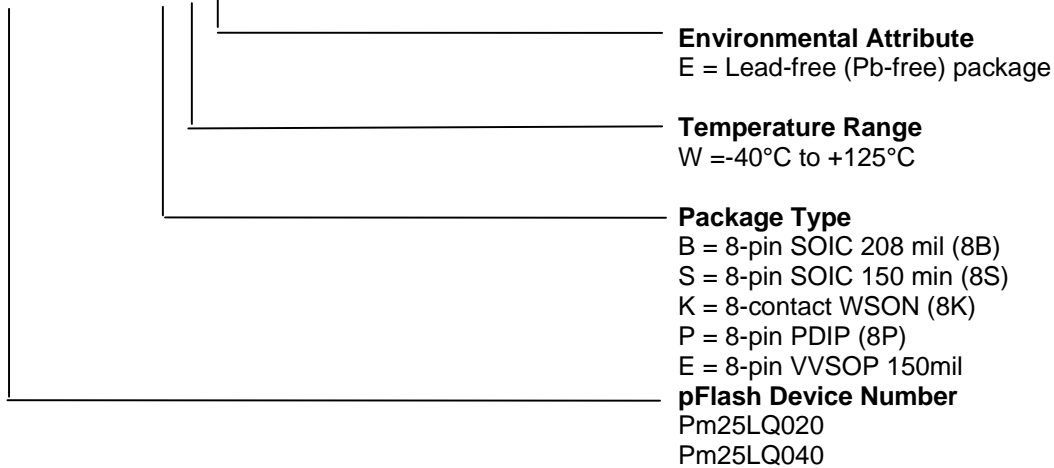 Environmental Attribute
E = Lead-free (Pb-free) package
Temperature Range
W =-40°C to +125°C
Package Type
B = 8-pin SOIC 208 mil (8B)
S = 8-pin SOIC 150 min (8S)
K = 8-contact WSON (8K)
P = 8-pin PDIP (8P)
E = 8-pin VVSOP 150mil
pFlash Device Number
Pm25LQ020
Pm25LQ040